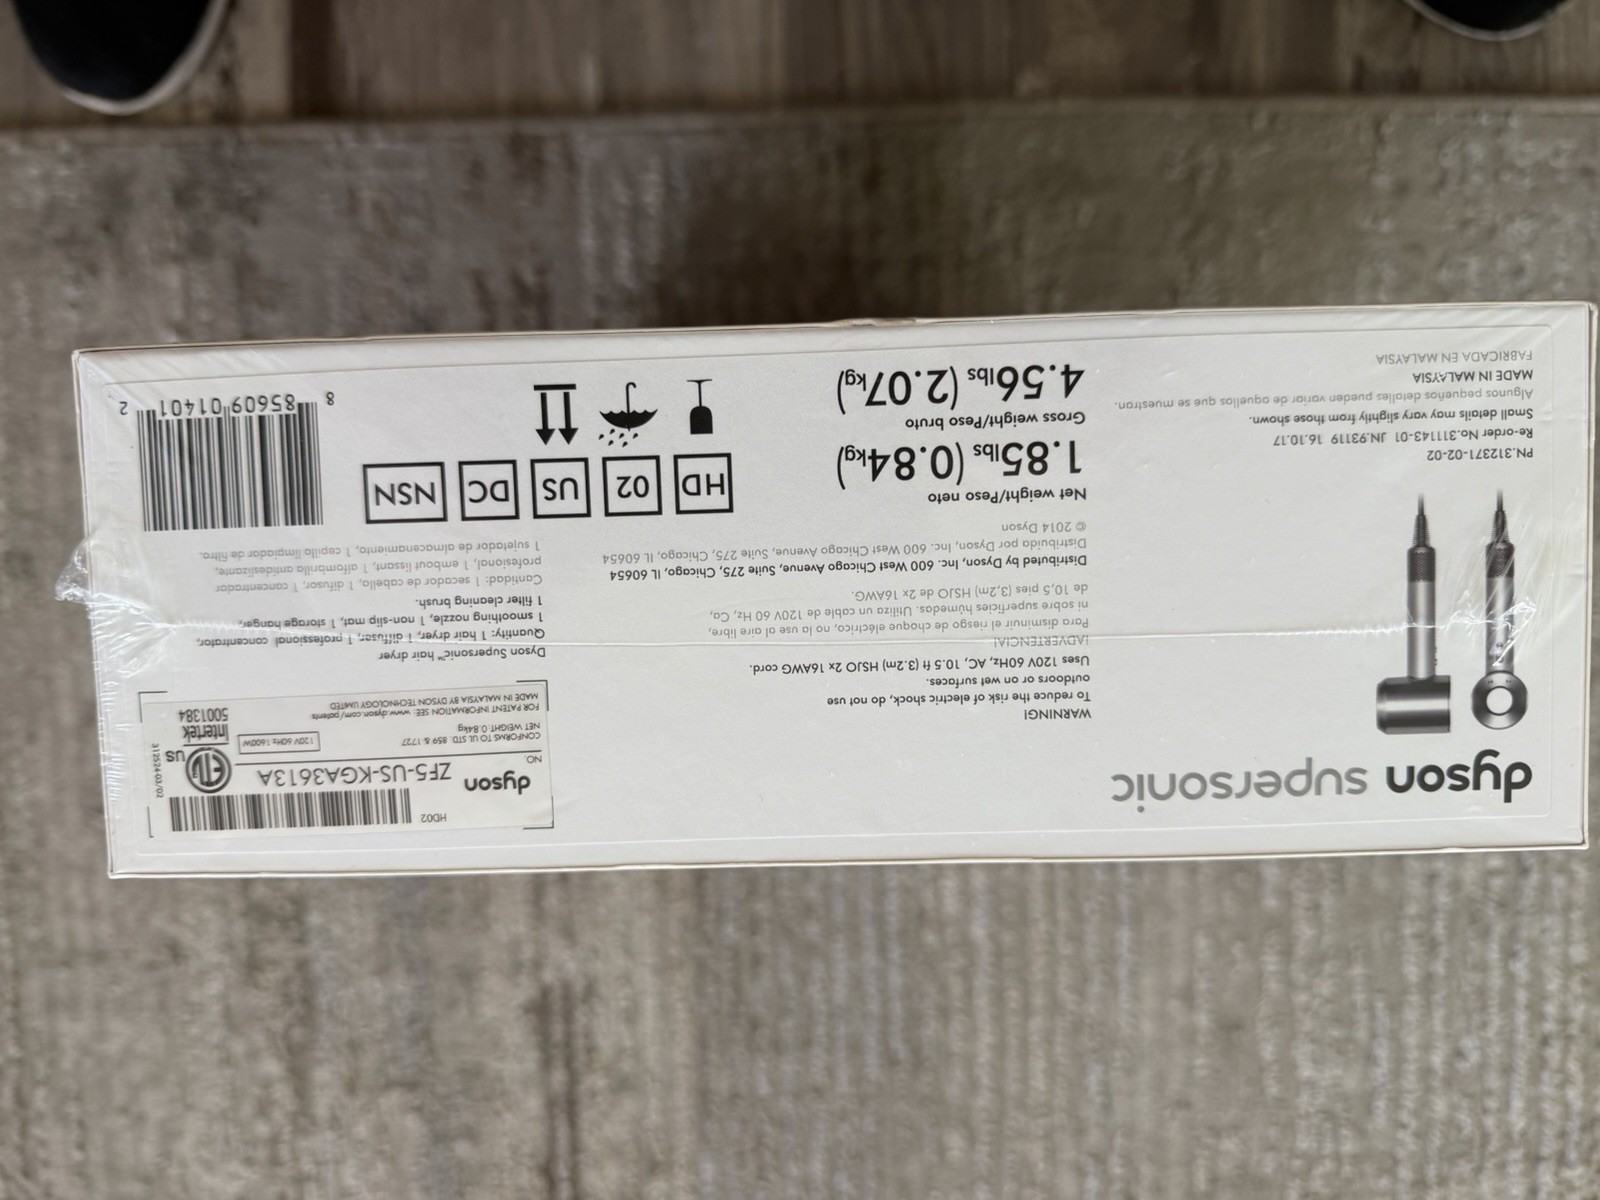 dyson supersonic
WARNING!
To reduce the risk of electric shock, do not use
outdoors or on wet surfaces.
Uses 120V 60Hz, AC, 10.5 ft (3.2m) HSJO 2x 16AWG cord.
¡ADVERTENCIA!
Para disminuir el riesgo de choque eléctrico, no la use al aire libre,
ni sobre superficies húmedas. Utiliza un cable de 120V 60 Hz, Ca,
de 10,5 pies (3,2m) HSJO de 2x 16AWG.
Distributed by Dyson, Inc. 600 West Chicago Avenue, Suite 275, Chicago, IL 60654
Distribuida por Dyson, Inc. 600 West Chicago Avenue, Suite 275, Chicago, IL 60654
© 2014 Dyson
PN.312371-02-02
Re-order No.311143-01 JN.93119 16.10.17
Small details may vary slightly from those shown.
Algunos pequeños detalles pueden variar de aquellos que se muestran.
MADE IN MALAYSIA
FABRICADA EN MALAYSIA
Net weight/Peso neto
1.85lbs (0.84kg)
Gross weight/Peso bruto
4.56lbs (2.07kg)
HD02
dyson
NO.
ZF5-US-KGA3613A
CONFORMS TO UL STD. 859 & 1727
NET WEIGHT: 0.84kg
120V 60Hz 1600W
FOR PATENT INFORMATION SEE: www.dyson.com/patents
MADE IN MALAYSIA BY DYSON TECHNOLOGY LIMITED
ETL
US
Intertek
5001384
312524-03/02
Dyson Supersonic™ hair dryer
Quantity: 1 hair dryer, 1 diffuser, 1 professional concentrator,
1 smoothing nozzle, 1 non-slip mat, 1 storage hanger,
1 filter cleaning brush.
Cantidad: 1 secador de cabello, 1 difusor, 1 concentrador
profesional, 1 embout lissant, 1 alfombrilla antideslizante,
1 sujetador de almacenamiento, 1 cepillo limpiador de filtro.
HD 02 US DC NSN
8 85609 01401 2